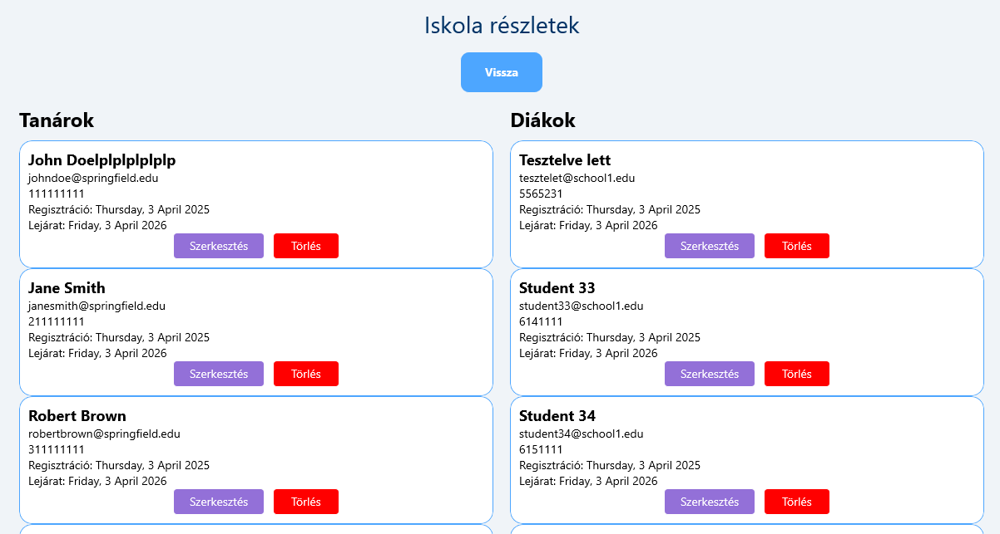 Iskola részletek
Vissza
Tanárok
John Doelplplplplplp
johndoe@springfield.edu
111111111
Regisztráció: Thursday, 3 April 2025
Lejárat: Friday, 3 April 2026
Szerkesztés Törlés
Jane Smith
janesmith@springfield.edu
211111111
Regisztráció: Thursday, 3 April 2025
Lejárat: Friday, 3 April 2026
Szerkesztés Törlés
Robert Brown
robertbrown@springfield.edu
311111111
Regisztráció: Thursday, 3 April 2025
Lejárat: Friday, 3 April 2026
Szerkesztés Törlés
Diákok
Tesztelve lett
tesztelet@school1.edu
5565231
Regisztráció: Thursday, 3 April 2025
Lejárat: Friday, 3 April 2026
Szerkesztés Törlés
Student 33
student33@school1.edu
6141111
Regisztráció: Thursday, 3 April 2025
Lejárat: Friday, 3 April 2026
Szerkesztés Törlés
Student 34
student34@school1.edu
6151111
Regisztráció: Thursday, 3 April 2025
Lejárat: Friday, 3 April 2026
Szerkesztés Törlés